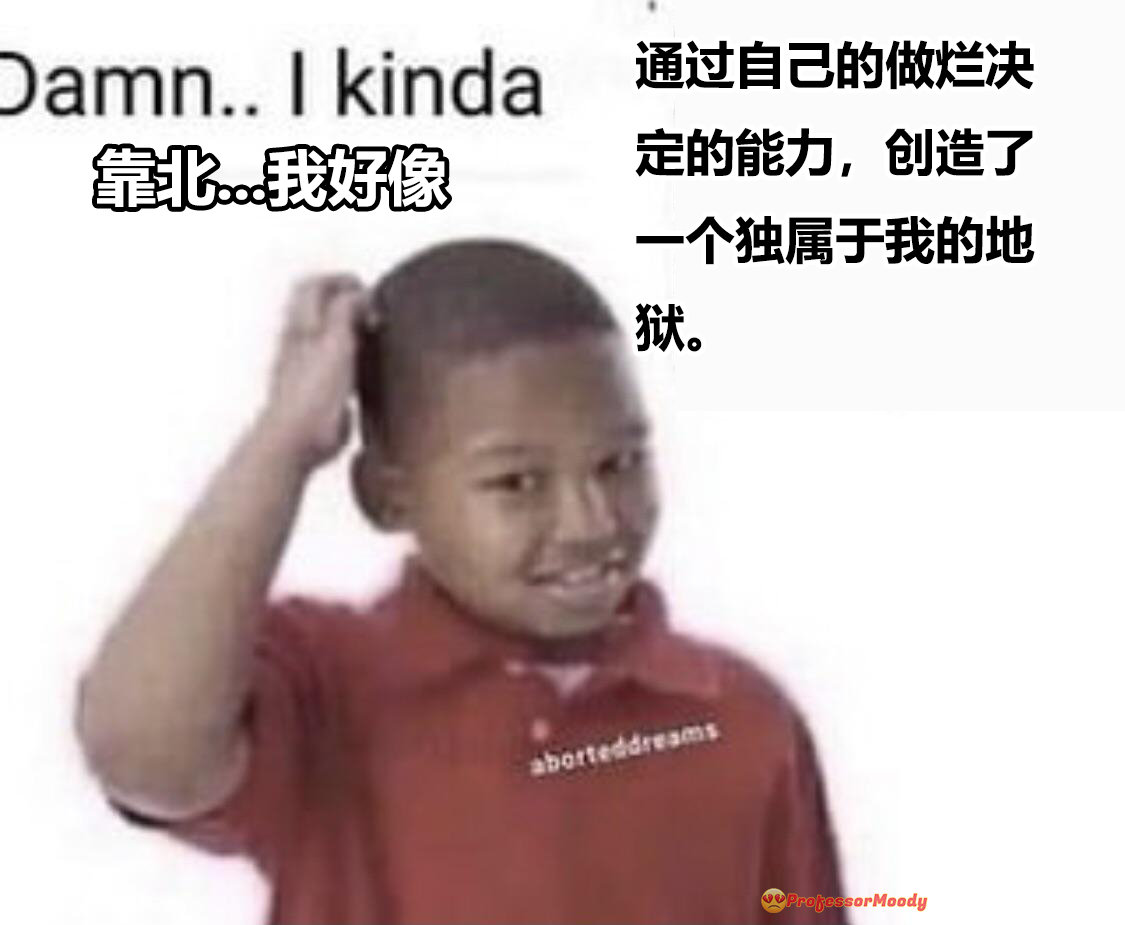 Damn.. I kinda
靠北...我好像
通过自己的做烂决
定的能力，创造了
一个独属于我的地
狱。
aborteddreams
ProfessorMoody